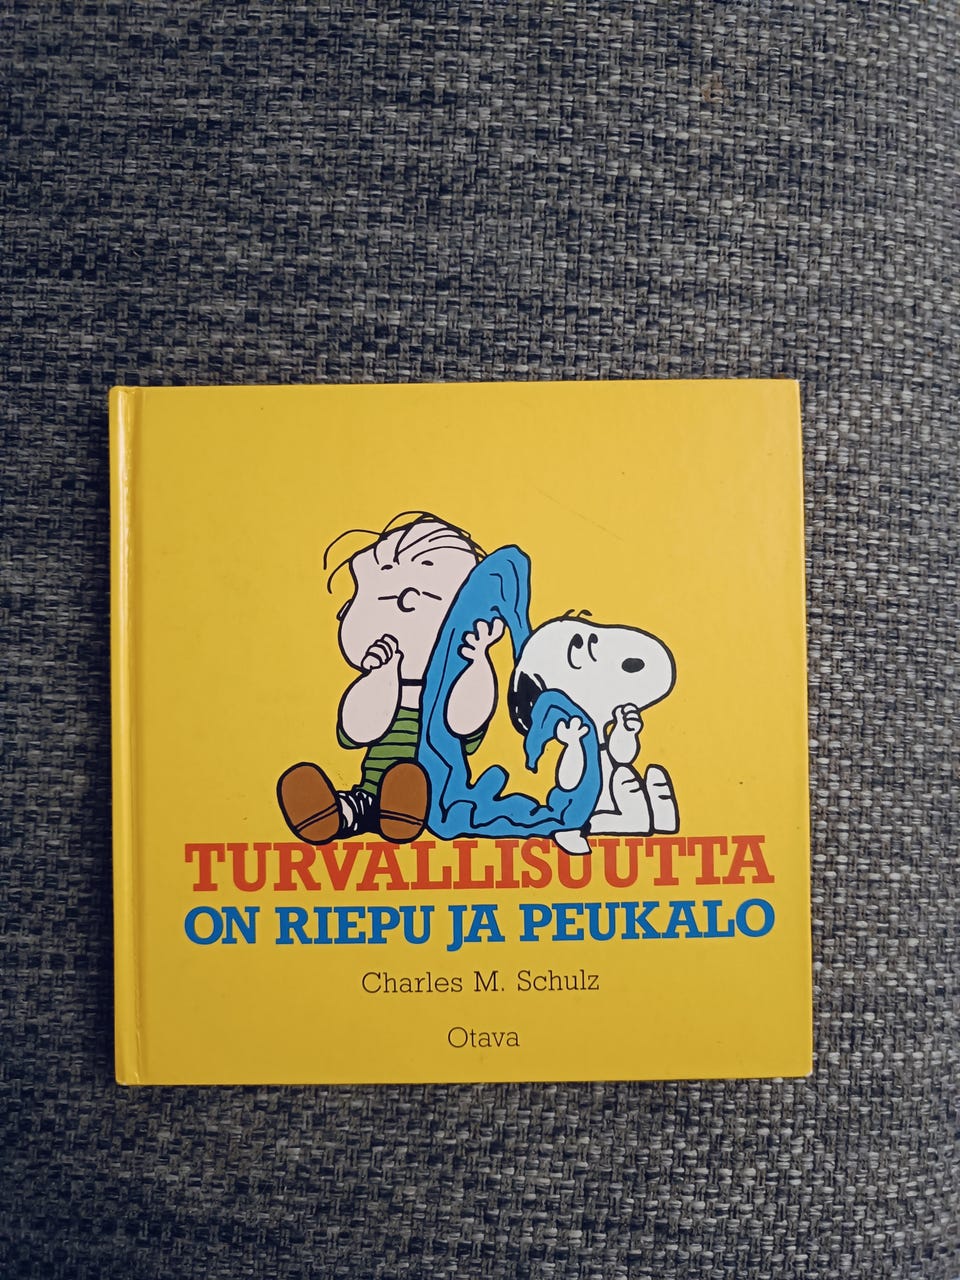 TURVALLISUUTTA
ON RIEPU JA PEUKALO
Charles M. Schulz
Otava